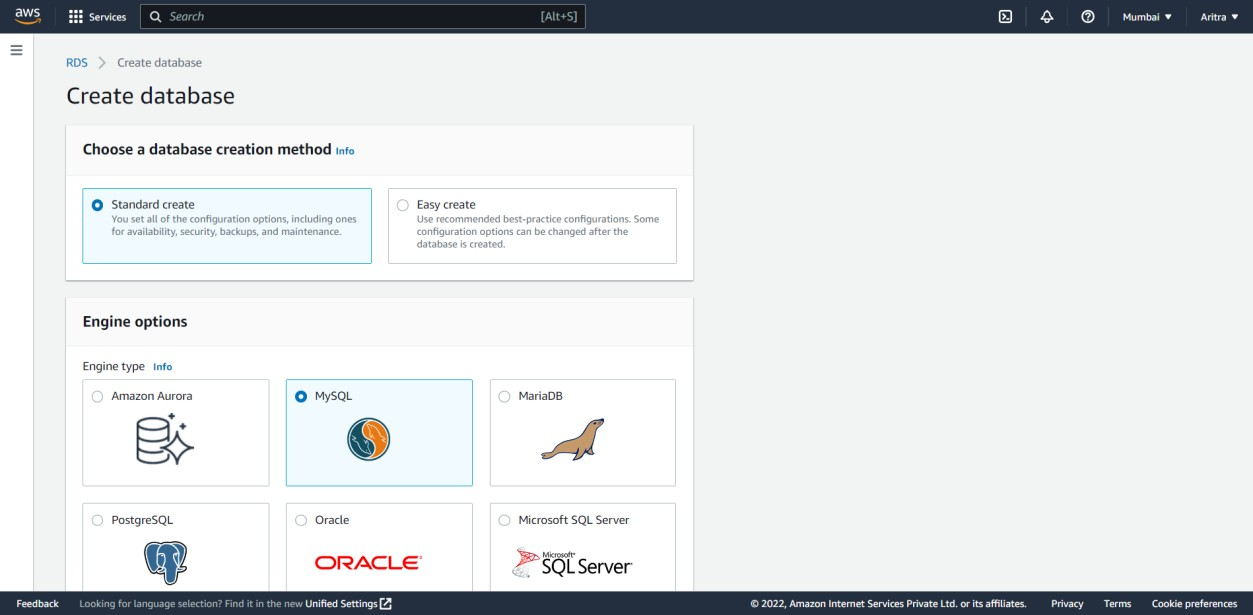 aws Services Search [Alt+S] Mumbai ▼ Aritra ▼
RDS > Create database
Create database
Choose a database creation method Info
Standard create
You set all of the configuration options, including ones
for availability, security, backups, and maintenance.
Easy create
Use recommended best-practice configurations. Some
configuration options can be changed after the
database is created.
Engine options
Engine type Info
Amazon Aurora
MySQL
MariaDB
PostgreSQL
Oracle
ORACLE
Microsoft SQL Server
Microsoft®
SQL Server
Feedback Looking for language selection? Find it in the new Unified Settings © 2022, Amazon Internet Services Private Ltd. or its affiliates. Privacy Terms Cookie preferences